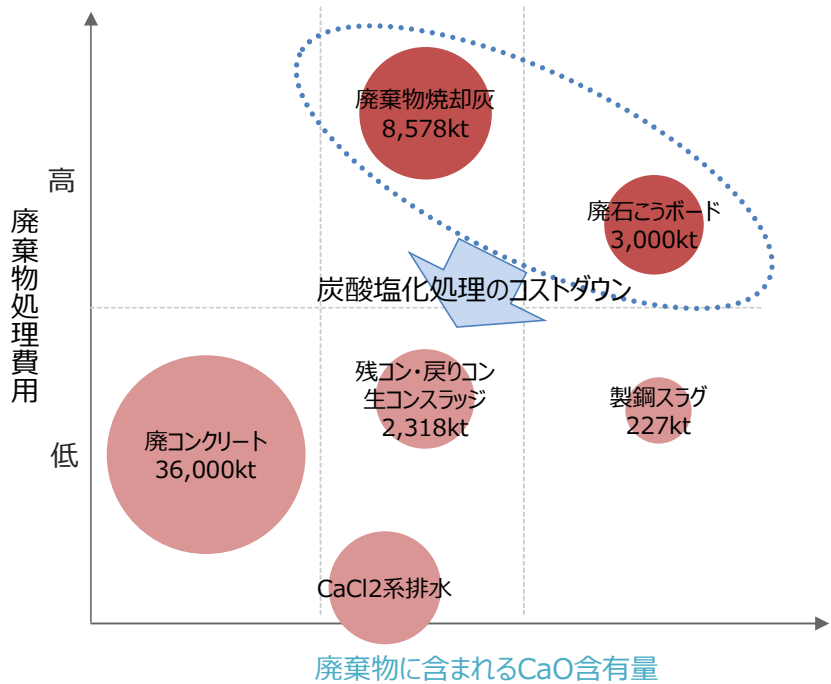 廃棄物焼却灰
8,578kt
高
廃石こうボード
3,000kt
廃棄物処理費用
炭酸塩化処理のコストダウン
残コン・戻りコン
生コンスラッジ
2,318kt
製鋼スラグ
227kt
低
廃コンクリート
36,000kt
CaCl2系排水
廃棄物に含まれるCaO含有量